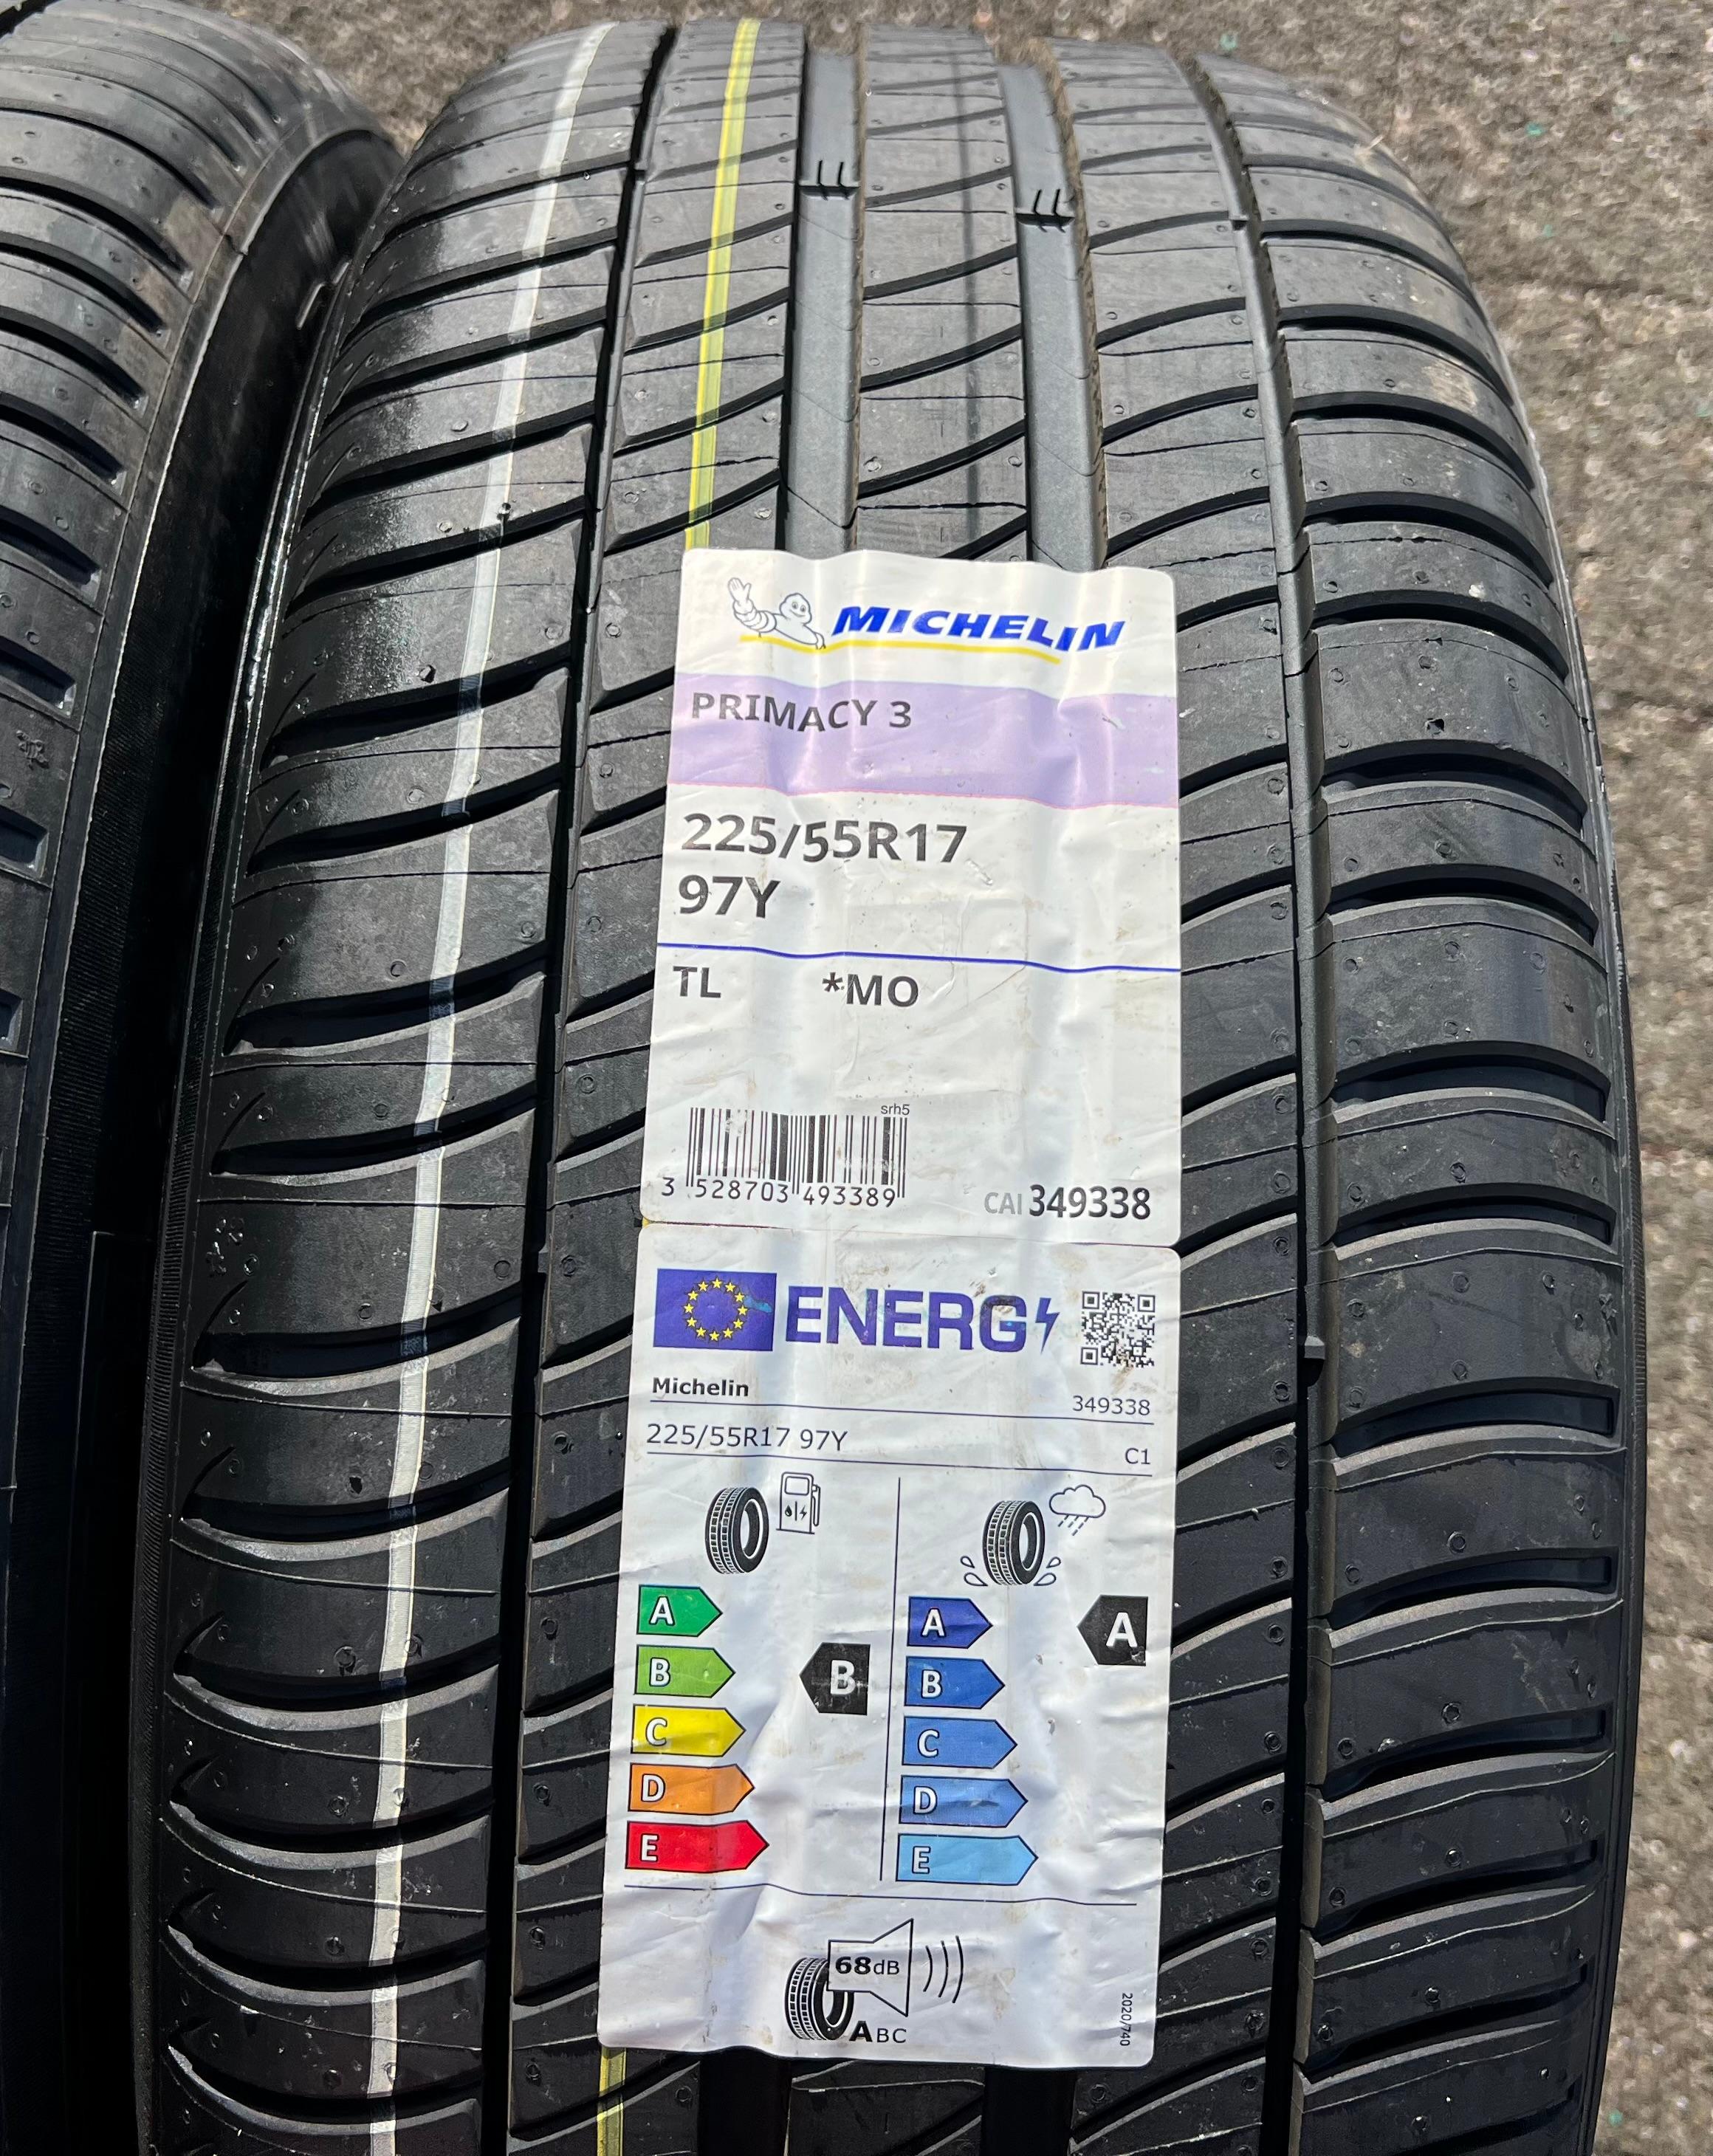 MICHELIN
PRIMACY 3
225/55R17
97Y
TL *MO
srh5
3 528703 493389
CAI 349338
ENERG
Michelin
349338
225/55R17 97Y
C1
A
B
C
D
E
B
A
B
C
D
E
A
68dB
ABC
2020/740